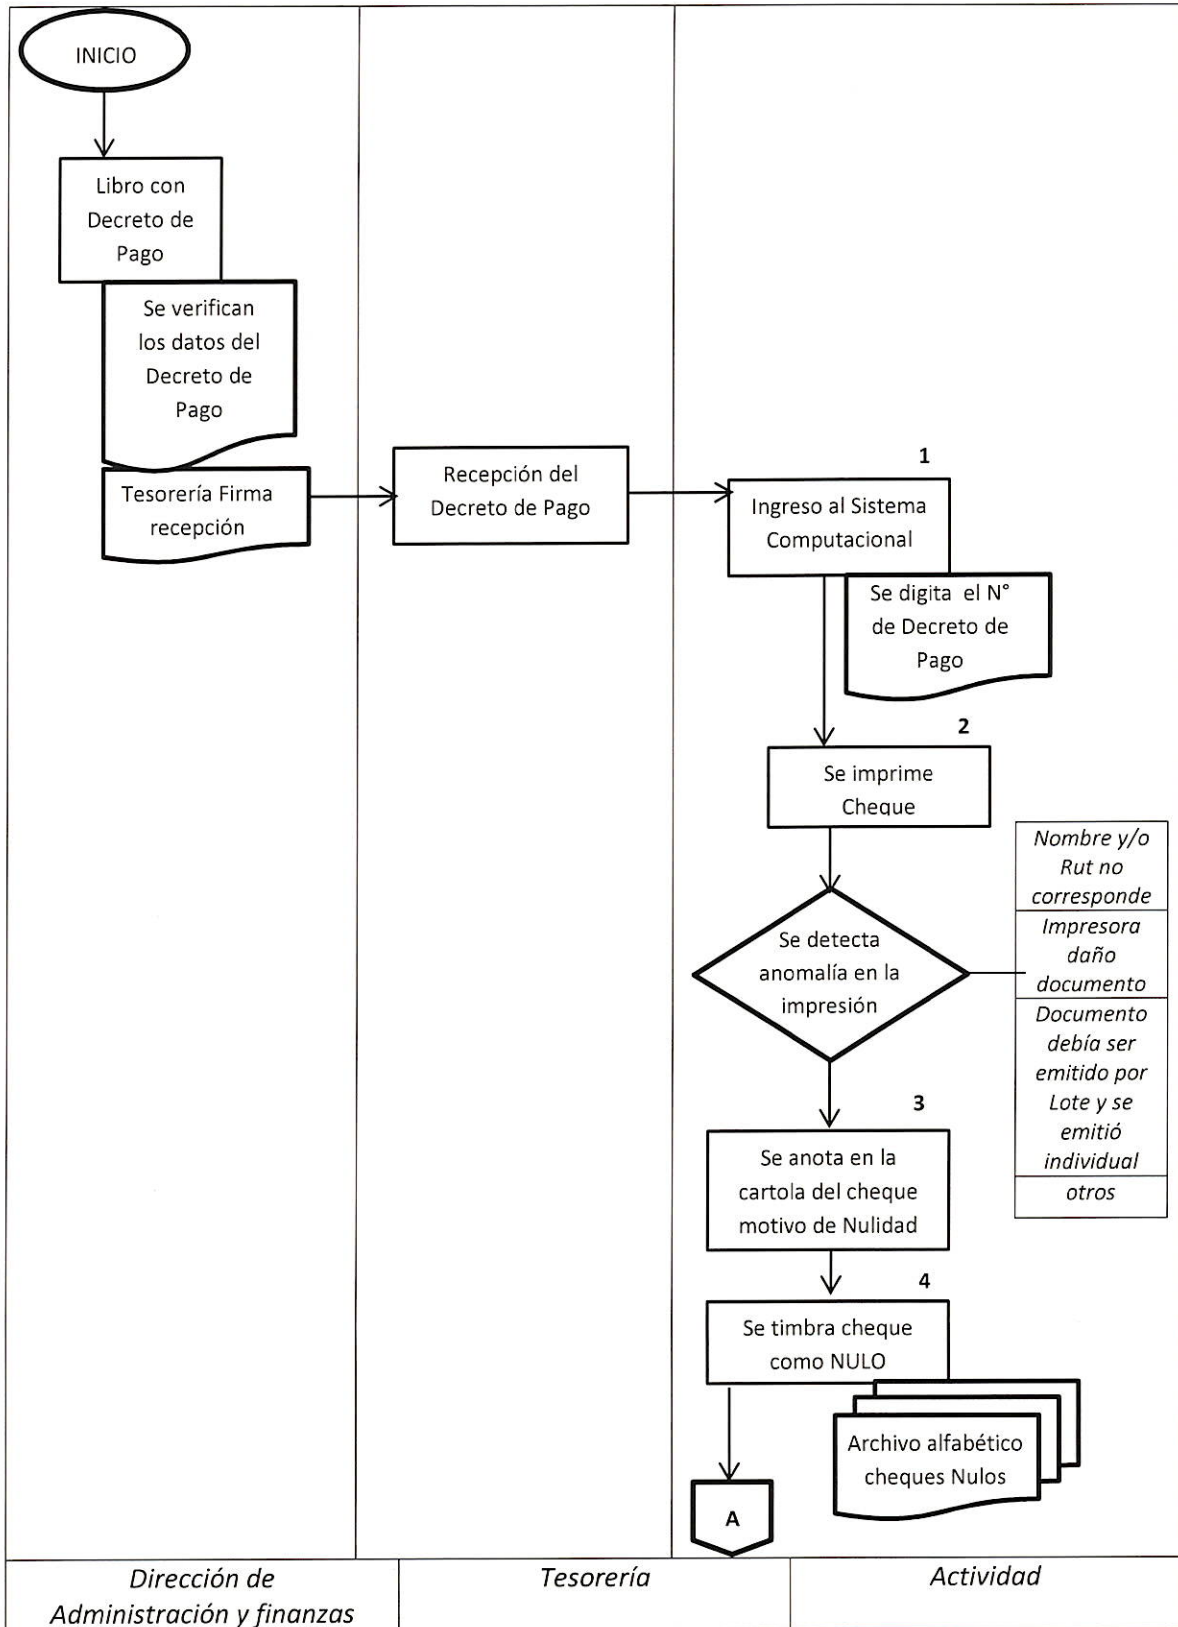 INICIO
Libro con
Decreto de
Pago
Se verifican
los datos del
Decreto de
Pago
Tesorería Firma
recepción
Recepción del
Decreto de Pago
1
Ingreso al Sistema
Computacional
Se digita el N°
de Decreto de
Pago
2
Se imprime
Cheque
Se detecta
anomalía en la
impresión
Nombre y/o
Rut no
corresponde
Impresora
daño
documento
Documento
debía ser
emitido por
Lote y se
emitió
individual
otros
3
Se anota en la
cartola del cheque
motivo de Nulidad
4
Se timbra cheque
como NULO
Archivo alfabético
cheques Nulos
A
Dirección de
Administración y finanzas
Tesorería
Actividad